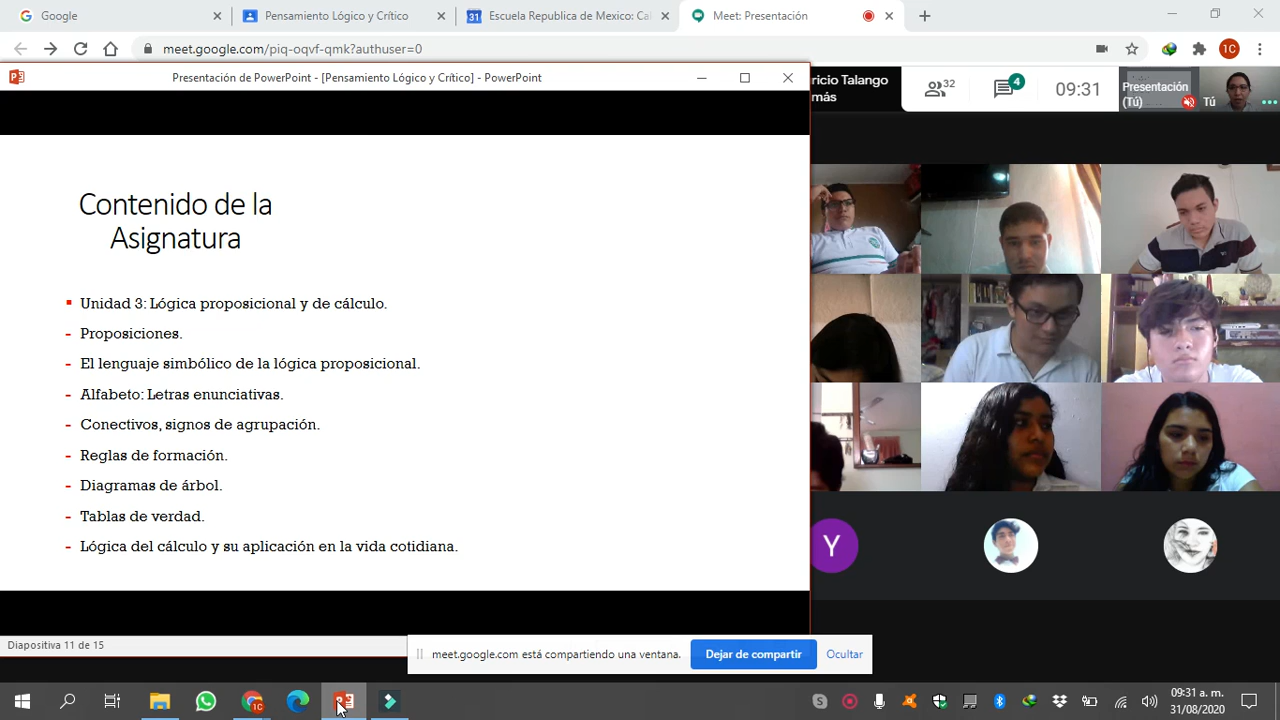 Google
Pensamiento Lógico y Crítico
Escuela Republica de Mexico: Cal
Meet: Presentación
meet.google.com/piq-oqvf-qmk?authuser=0
1C
Presentación de PowerPoint - [Pensamiento Lógico y Crítico] - PowerPoint
ricio Talango
más
32
4
09:31
Presentación
(Tú)
Tú
Contenido de la
Asignatura
Unidad 3: Lógica proposicional y de cálculo.
- Proposiciones.
- El lenguaje simbólico de la lógica proposicional.
- Alfabeto: Letras enunciativas.
- Conectivos, signos de agrupación.
- Reglas de formación.
- Diagramas de árbol.
- Tablas de verdad.
- Lógica del cálculo y su aplicación en la vida cotidiana.
Y
Diapositiva 11 de 15
meet.google.com está compartiendo una ventana.
Dejar de compartir
Ocultar
09:31 a. m.
31/08/2020